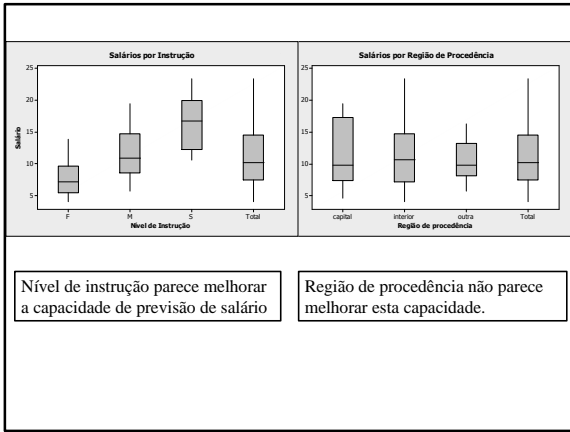 Salários por Instrução
25
20
15
10
5
Salário
F M S Total
Nível de Instrução
Salários por Região de Procedência
25
20
15
10
5
capital interior outra Total
Região de procedência
Nível de instrução parece melhorar
a capacidade de previsão de salário
Região de procedência não parece
melhorar esta capacidade.